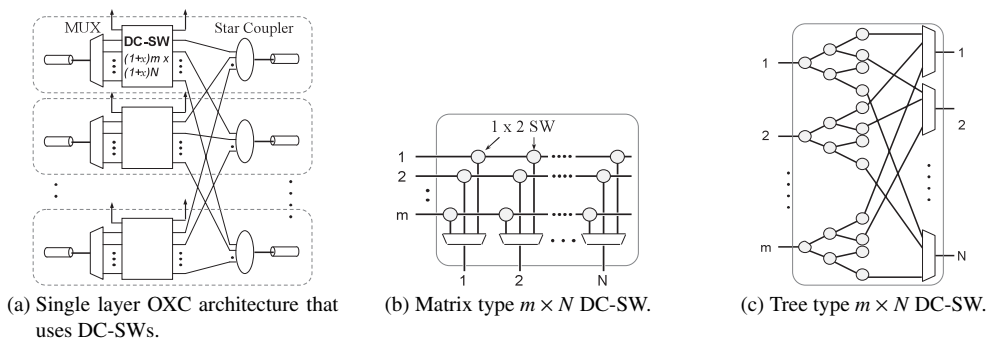 MUX
Star Coupler
DC-SW
(1+x)m x
(1+x)N
(a) Single layer OXC architecture that
uses DC-SWs.
1 x 2 SW
1
2
m
1
2
N
(b) Matrix type m × N DC-SW.
1
2
m
1
2
N
(c) Tree type m × N DC-SW.